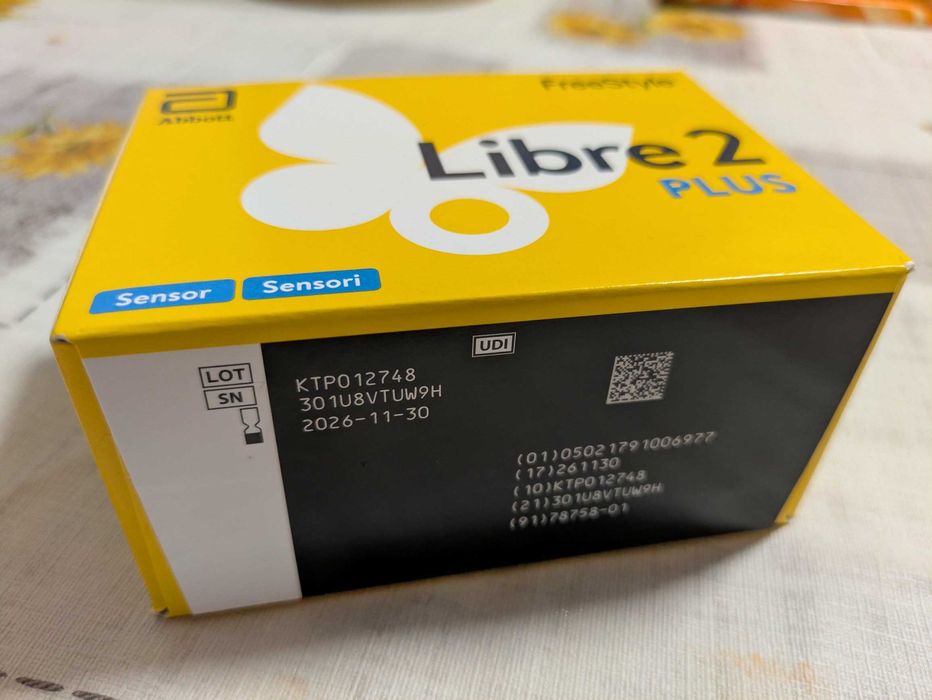 Abbott
FreeStyle
Libre 2
PLUS
Sensor
Sensori
UDI
LOT
SN
KTP012748
301U8VTUW9H
2026-11-30
(01)05021791006977
(17)261130
(10)KTP012748
(21)301U8VTUW9H
(91)78758-01